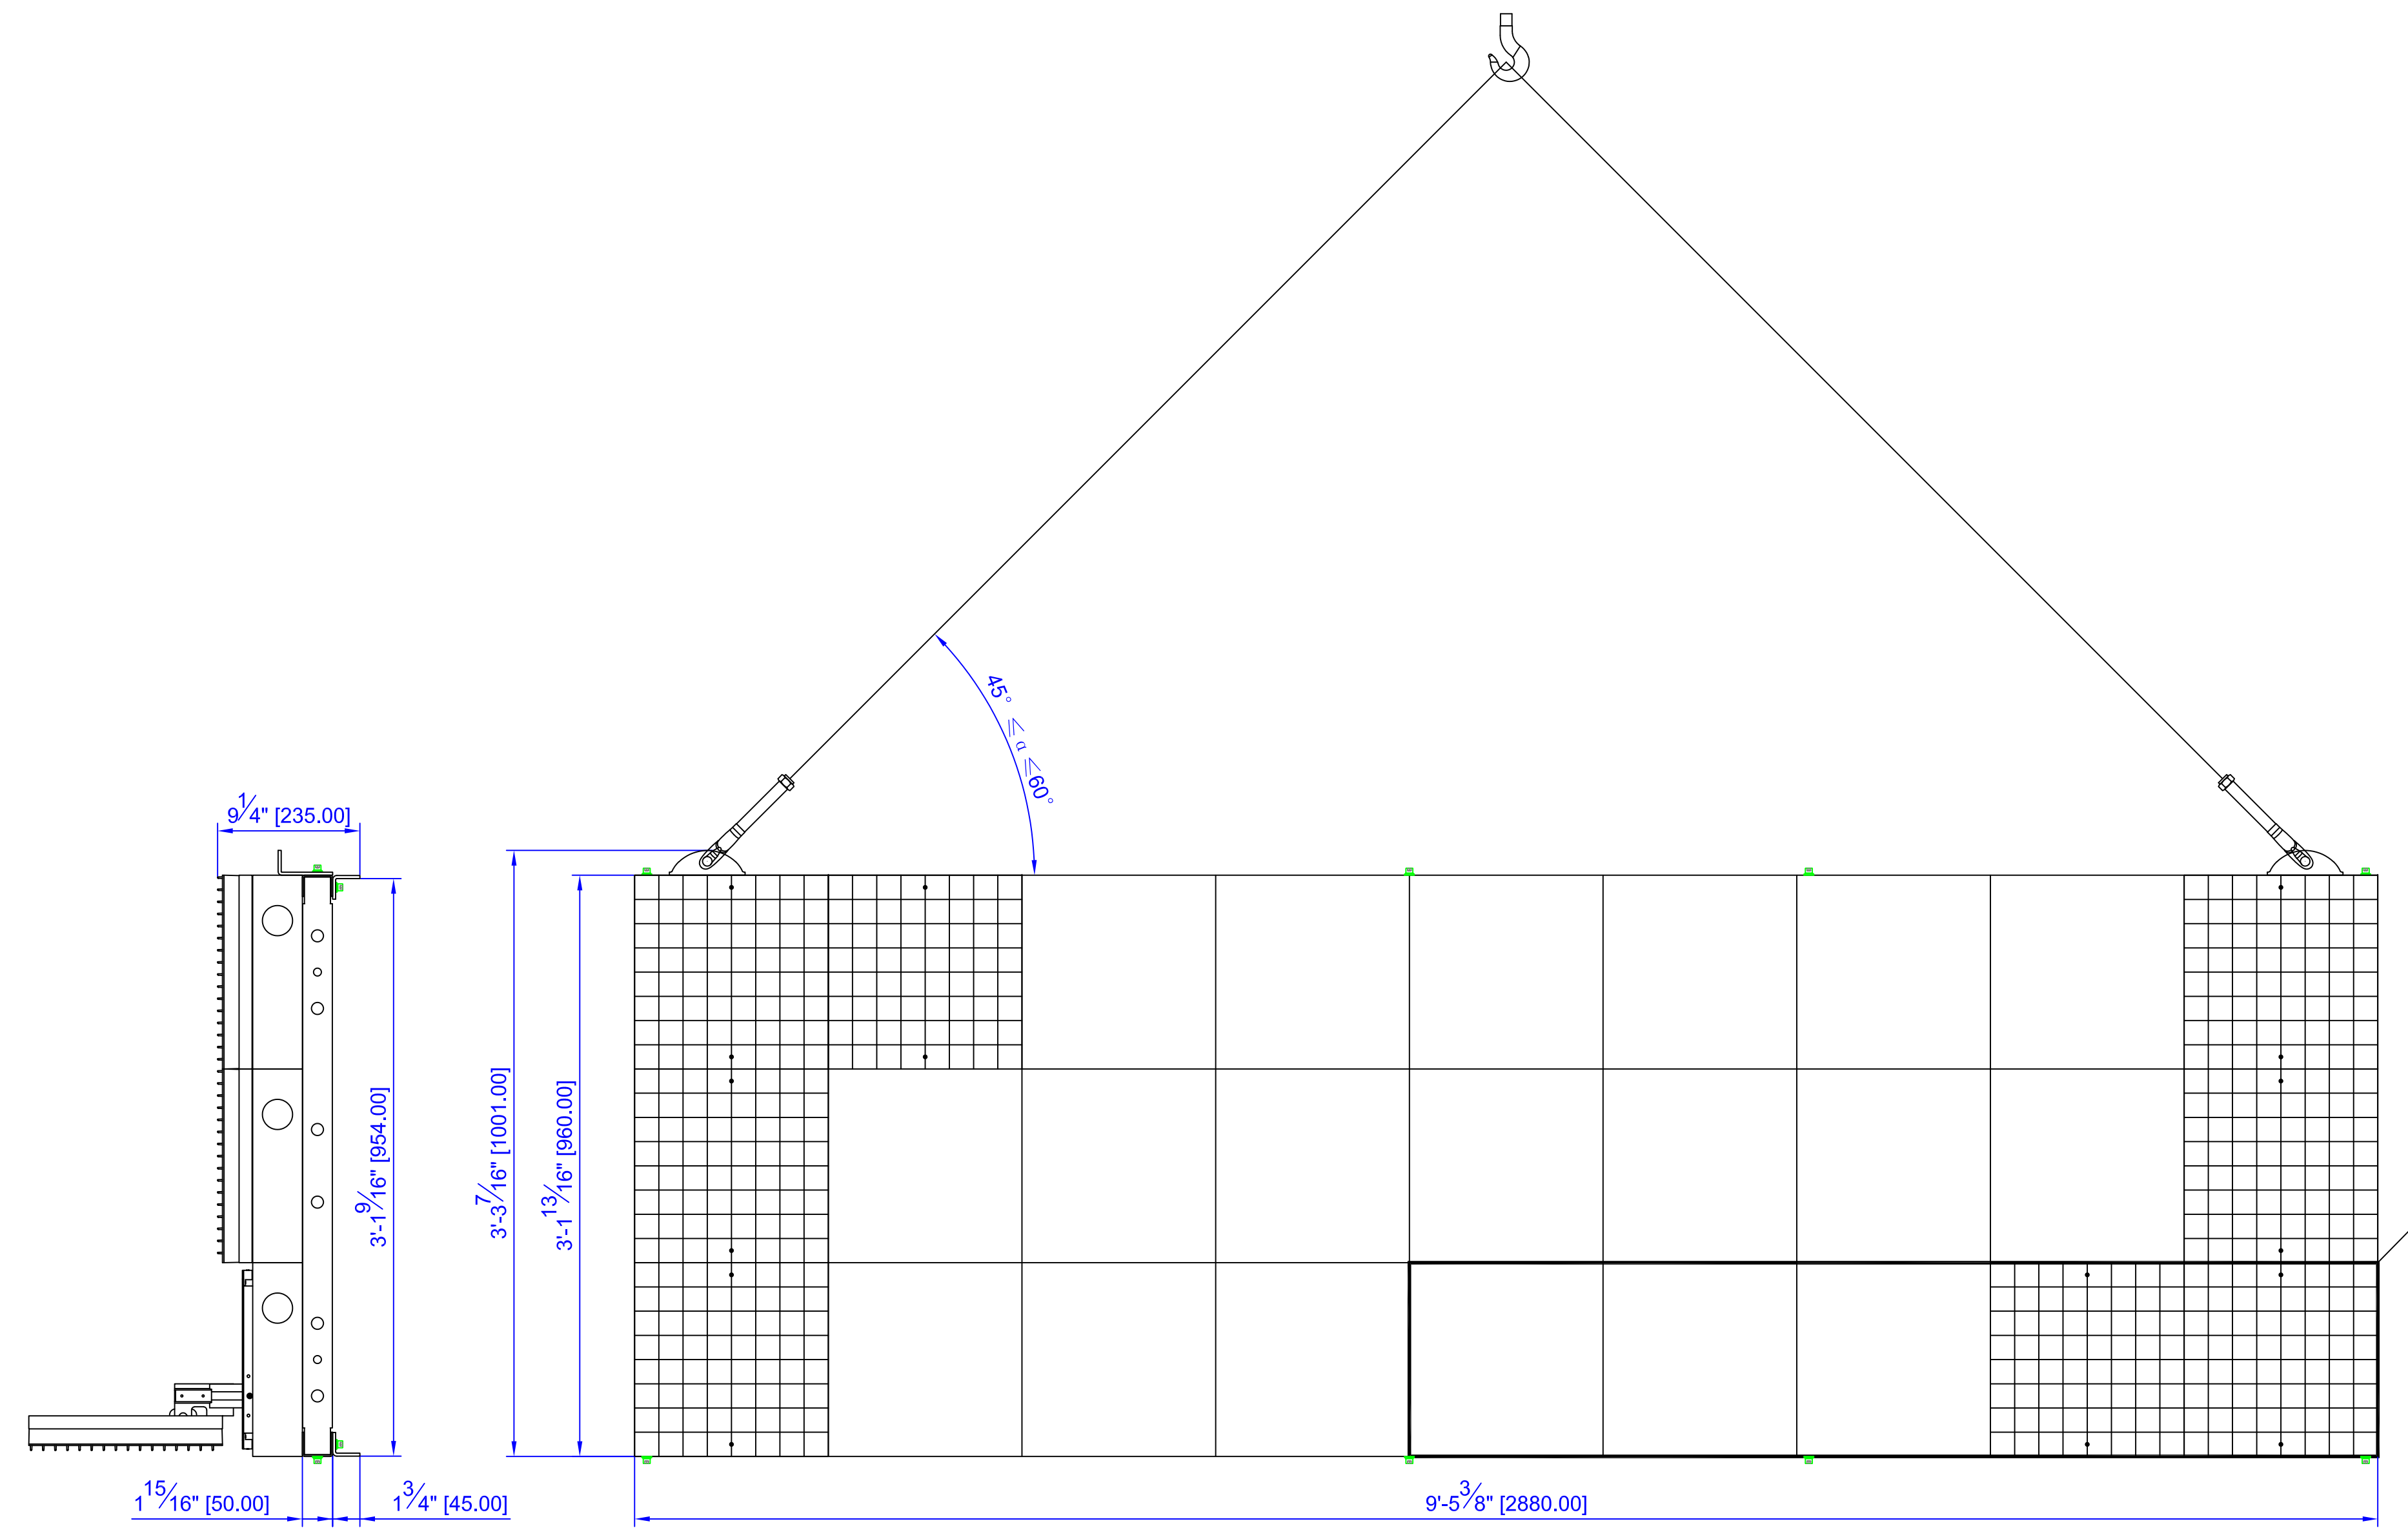 45° ≤ α ≤60°
9 1/4" [235.00]
3'-1 9/16" [954.00]
3'-3 7/16" [1001.00]
3'-1 13/16" [960.00]
1 15/16" [50.00]
1 3/4" [45.00]
9'-5 3/8" [2880.00]